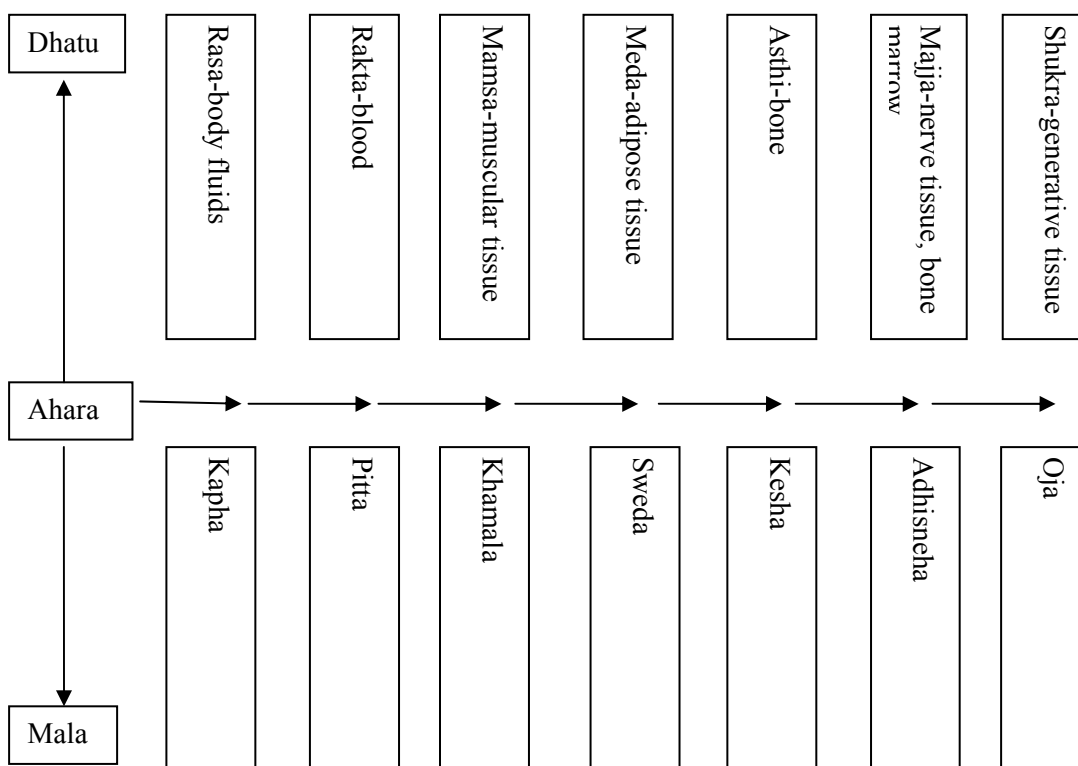 Dhatu
Rasa-body fluids
Rakta-blood
Mamsa-muscular tissue
Meda-adipose tissue
Asthi-bone
Majja-nerve tissue, bone
marrow
Shukra-generative tissue
Ahara
Kapha
Pitta
Khamala
Sweda
Kesha
Adhisneha
Oja
Mala